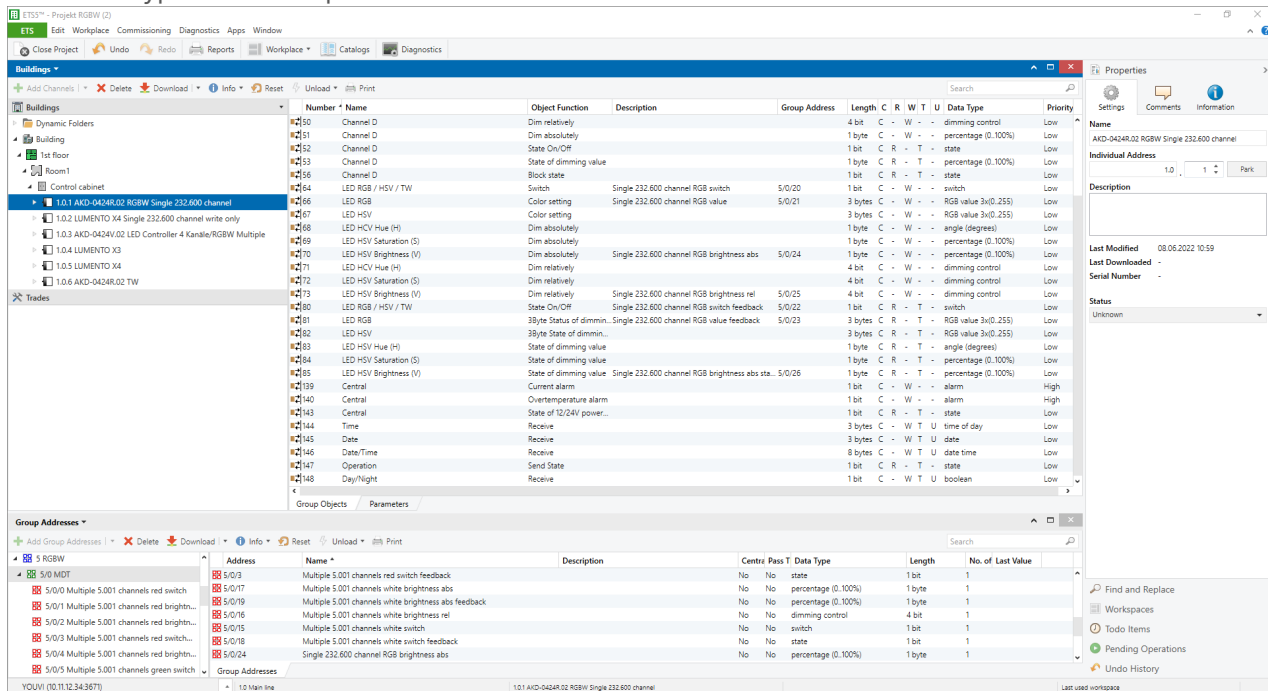 ETS5™ - Projekt RGBW (2)
ETS Edit Workplace Commissioning Diagnostics Apps Window
Close Project Undo Redo Reports Workplace Catalogs Diagnostics
Buildings
Add Channels Delete Download Info Reset Unload Print Search
Buildings
Dynamic Folders
Building
1st floor
Room1
Control cabinet
1.0.1 AKD-0424R.02 RGBW Single 232.600 channel
1.0.2 LUMENTO X4 Single 232.600 channel write only
1.0.3 AKD-0424V.02 LED Controller 4 Kanäle/RGBW Multiple
1.0.4 LUMENTO X3
1.0.5 LUMENTO X4
1.0.6 AKD-0424R.02 TW
Trades
Number Name Object Function Description Group Address Length C R W T U Data Type Priority
50 Channel D Dim relatively 4 bit C - W - - dimming control Low
51 Channel D Dim absolutely 1 byte C - W - - percentage (0..100%) Low
52 Channel D State On/Off 1 bit C R - T - state Low
53 Channel D State of dimming value 1 byte C R - T - percentage (0..100%) Low
56 Channel D Block state 1 bit C R - T - state Low
64 LED RGB / HSV / TW Switch Single 232.600 channel RGB switch 5/0/20 1 bit C - W - - switch Low
66 LED RGB Color setting Single 232.600 channel RGB value 5/0/21 3 bytes C - W - - RGB value 3x(0..255) Low
67 LED HSV Color setting 3 bytes C - W - - RGB value 3x(0..255) Low
68 LED HCV Hue (H) Dim absolutely 1 byte C - W - - angle (degrees) Low
69 LED HSV Saturation (S) Dim absolutely 1 byte C - W - - percentage (0..100%) Low
70 LED HSV Brightness (V) Dim absolutely Single 232.600 channel RGB brightness abs 5/0/24 1 byte C - W - - percentage (0..100%) Low
71 LED HCV Hue (H) Dim relatively 4 bit C - W - - dimming control Low
72 LED HSV Saturation (S) Dim relatively 4 bit C - W - - dimming control Low
73 LED HSV Brightness (V) Dim relatively Single 232.600 channel RGB brightness rel 5/0/25 4 bit C - W - - dimming control Low
80 LED RGB / HSV / TW State On/Off Single 232.600 channel RGB switch feedback 5/0/22 1 bit C R - T - switch Low
81 LED RGB 3Byte Status of dimmin... Single 232.600 channel RGB value feedback 5/0/23 3 bytes C R - T - RGB value 3x(0..255) Low
82 LED HSV 3Byte State of dimmin... 3 bytes C R - T - RGB value 3x(0..255) Low
83 LED HSV Hue (H) State of dimming value 1 byte C R - T - angle (degrees) Low
84 LED HSV Saturation (S) State of dimming value 1 byte C R - T - percentage (0..100%) Low
85 LED HSV Brightness (V) State of dimming value Single 232.600 channel RGB brightness abs sta... 5/0/26 1 byte C R - T - percentage (0..100%) Low
139 Central Current alarm 1 bit C - W - - alarm High
140 Central Overtemperature alarm 1 bit C - W - - alarm High
143 Central State of 12/24V power... 1 bit C R - T - state Low
144 Time Receive 3 bytes C - W T U time of day Low
145 Date Receive 3 bytes C - W T U date Low
146 Date/Time Receive 8 bytes C - W T U date time Low
147 Operation Send State 1 bit C R - T - state Low
148 Day/Night Receive 1 bit C - W T U boolean Low
Group Objects Parameters
Properties
Settings Comments Information
Name
AKD-0424R.02 RGBW Single 232.600 channel
Individual Address
1.0 . 1 Park
Description
Last Modified 08.06.2022 10:59
Last Downloaded -
Serial Number -
Status
Unknown
Group Addresses
Add Group Addresses Delete Download Info Reset Unload Print Search
5 RGBW
5/0 MDT
5/0/0 Multiple 5.001 channels red switch
5/0/1 Multiple 5.001 channels red brightn...
5/0/2 Multiple 5.001 channels red brightn...
5/0/3 Multiple 5.001 channels red switch...
5/0/4 Multiple 5.001 channels red brightn...
5/0/5 Multiple 5.001 channels green switch
Address Name Description Centra Pass T Data Type Length No. of Last Value
5/0/3 Multiple 5.001 channels red switch feedback No No state 1 bit 1
5/0/17 Multiple 5.001 channels white brightness abs No No percentage (0..100%) 1 byte 1
5/0/19 Multiple 5.001 channels white brightness abs feedback No No percentage (0..100%) 1 byte 1
5/0/16 Multiple 5.001 channels white brightness rel No No dimming control 4 bit 1
5/0/15 Multiple 5.001 channels white switch No No switch 1 bit 1
5/0/18 Multiple 5.001 channels white switch feedback No No state 1 bit 1
5/0/24 Single 232.600 channel RGB brightness abs No No percentage (0..100%) 1 byte 1
Group Addresses
Find and Replace
Workspaces
Todo Items
Pending Operations
Undo History
YOUVI (10.11.12.34:3671) 1.0 Main line 1.0.1 AKD-0424R.02 RGBW Single 232.600 channel Last used workspace